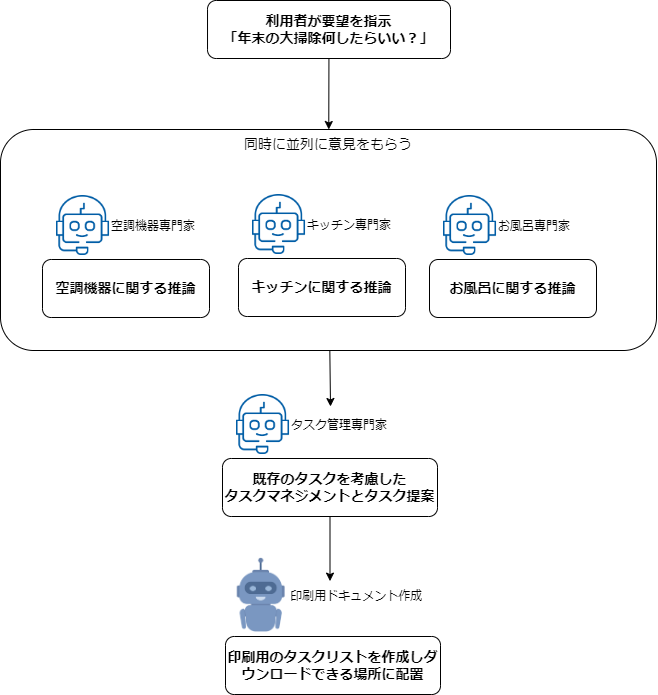 利用者が要望を指示
「年末の大掃除何したらいい？」
同時に並列に意見をもらう
空調機器専門家
キッチン専門家
お風呂専門家
空調機器に関する推論
キッチンに関する推論
お風呂に関する推論
タスク管理専門家
既存のタスクを考慮した
タスクマネジメントとタスク提案
印刷用ドキュメント作成
印刷用のタスクリストを作成しダ
ウンロードできる場所に配置